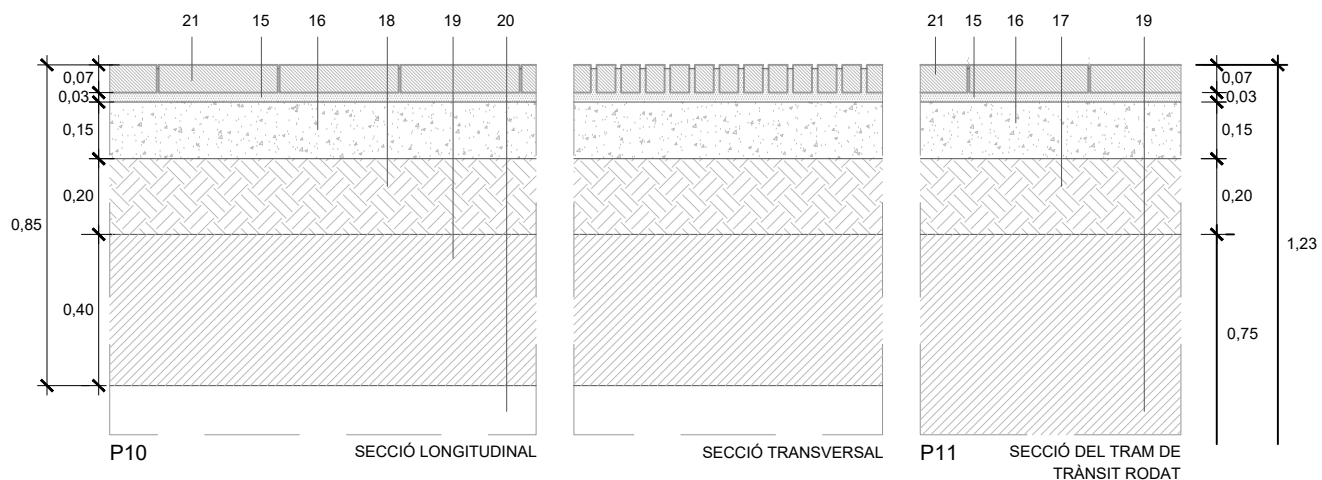 21 15 16 18 19 20 21 15 16 17 19
0,07 0,07
0,03 0,03
0,15 0,15
0,20 0,20
0,85 1,23
0,40 0,75
P10 SECCIÓ LONGITUDINAL SECCIÓ TRANSVERSAL P11 SECCIÓ DEL TRAM DE
TRÀNSIT RODAT